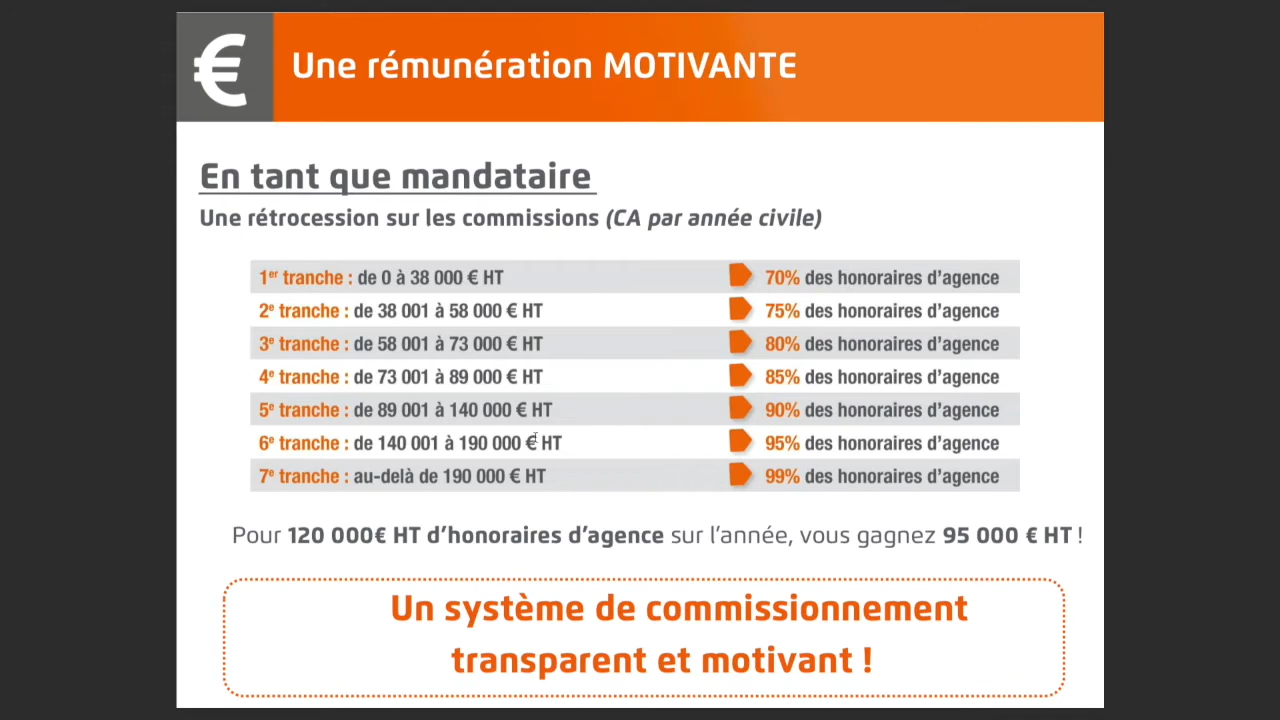 €
Une rémunération MOTIVANTE
En tant que mandataire
Une rétrocession sur les commissions (CA par année civile)
1er tranche : de 0 à 38 000 € HT 70% des honoraires d'agence
2e tranche : de 38 001 à 58 000 € HT 75% des honoraires d'agence
3e tranche : de 58 001 à 73 000 € HT 80% des honoraires d'agence
4e tranche : de 73 001 à 89 000 € HT 85% des honoraires d'agence
5e tranche : de 89 001 à 140 000 € HT 90% des honoraires d'agence
6e tranche : de 140 001 à 190 000 € HT 95% des honoraires d'agence
7e tranche : au-delà de 190 000 € HT 99% des honoraires d'agence
Pour 120 000€ HT d'honoraires d'agence sur l'année, vous gagnez 95 000 € HT !
Un système de commissionnement
transparent et motivant !